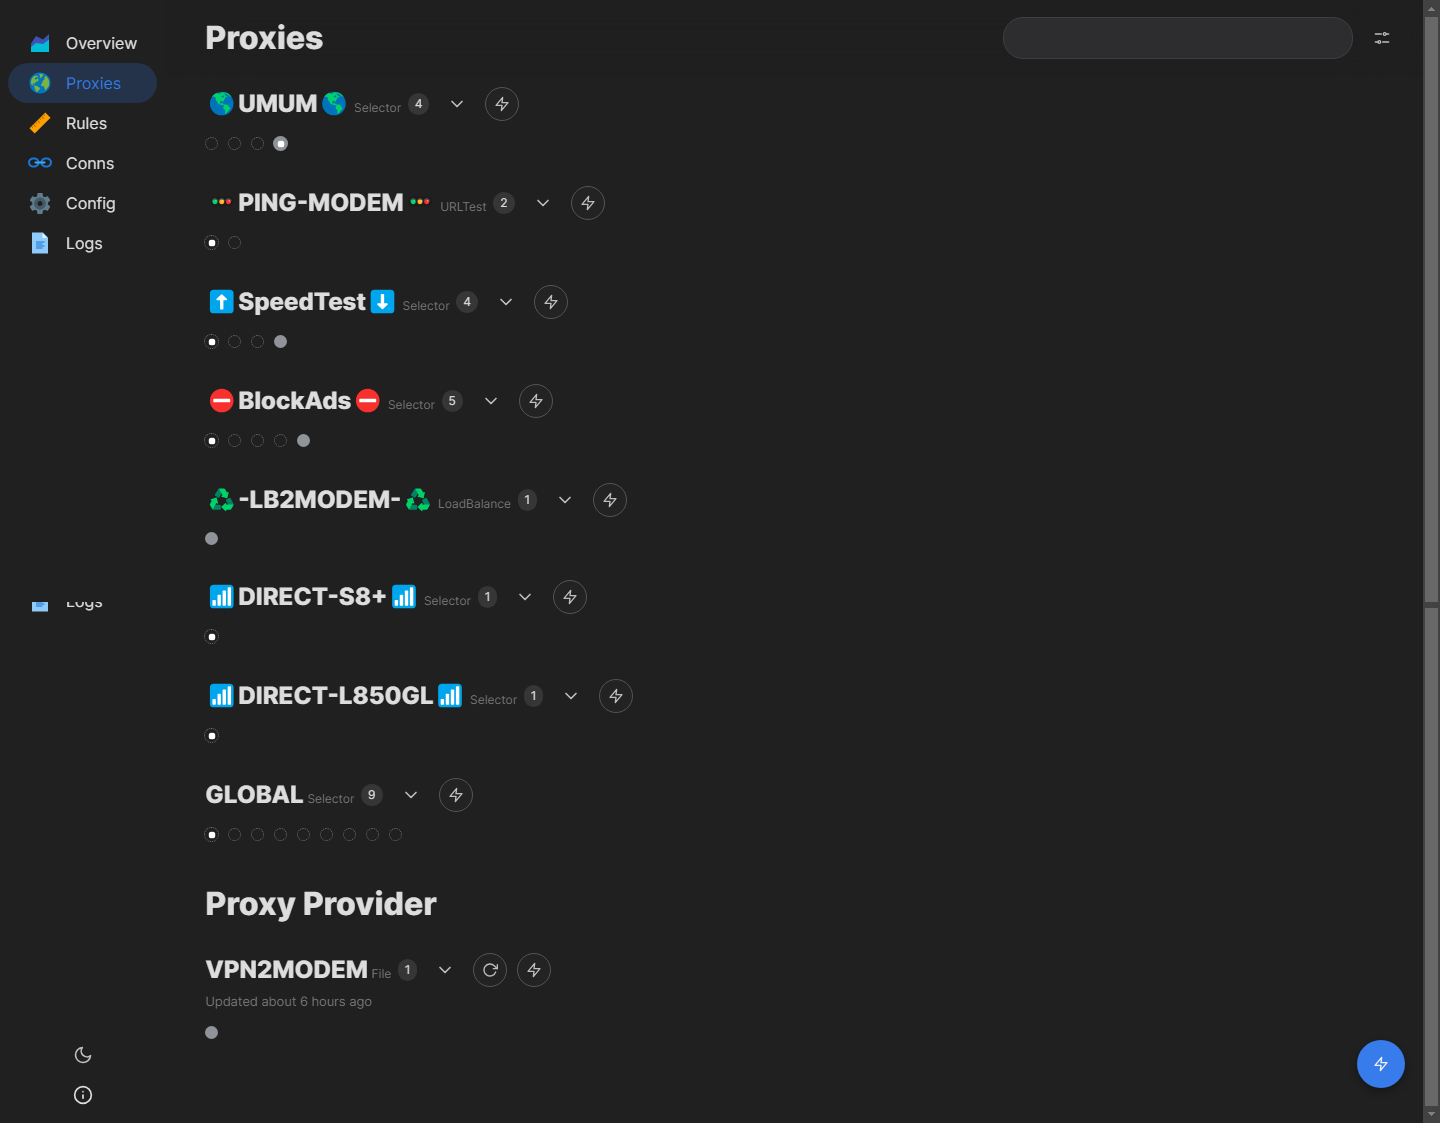 Overview
Proxies
Rules
Conns
Config
Logs
Logs
Proxies
UMUM Selector 4
PING-MODEM URLTest 2
SpeedTest Selector 4
BlockAds Selector 5
-LB2MODEM- LoadBalance 1
DIRECT-S8+ Selector 1
DIRECT-L850GL Selector 1
GLOBAL Selector 9
Proxy Provider
VPN2MODEM File 1
Updated about 6 hours ago